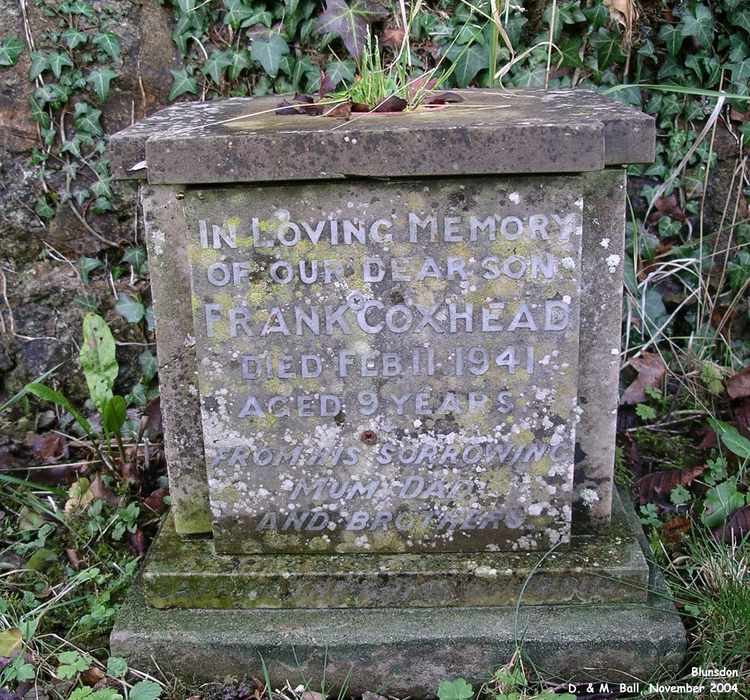 IN LOVING MEMORY
OF OUR DEAR SON
FRANK COXHEAD
DIED FEB 11 1941
AGED 9 YEARS.
FROM HIS SORROWING
MUM, DAD
AND BROTHERS.
Blunsdon
D. & M. Ball, November 2004